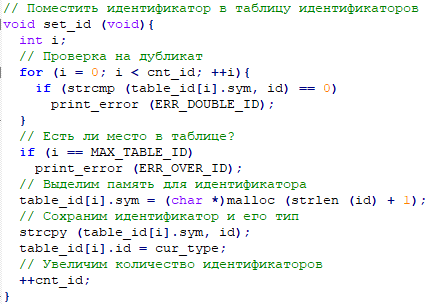 // Поместить идентификатор в таблицу идентификаторов
void set_id (void){
  int i;
  // Проверка на дубликат
  for (i = 0; i < cnt_id; ++i){
    if (strcmp (table_id[i].sym, id) == 0)
      print_error (ERR_DOUBLE_ID);
  }
  // Есть ли место в таблице?
  if (i == MAX_TABLE_ID)
    print_error (ERR_OVER_ID);
  // Выделим память для идентификатора
  table_id[i].sym = (char *)malloc (strlen (id) + 1);
  // Сохраним идентификатор и его тип
  strcpy (table_id[i].sym, id);
  table_id[i].id = cur_type;
  // Увеличим количество идентификаторов
  ++cnt_id;
}